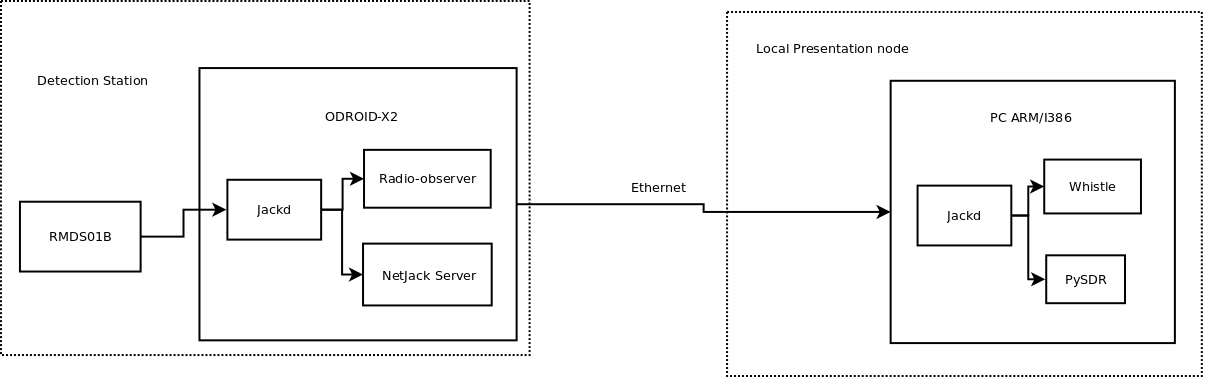 Detection Station
ODROID-X2
Radio-observer
Jackd
RMDS01B
NetJack Server
Ethernet
Local Presentation node
PC ARM/I386
Whistle
Jackd
PySDR